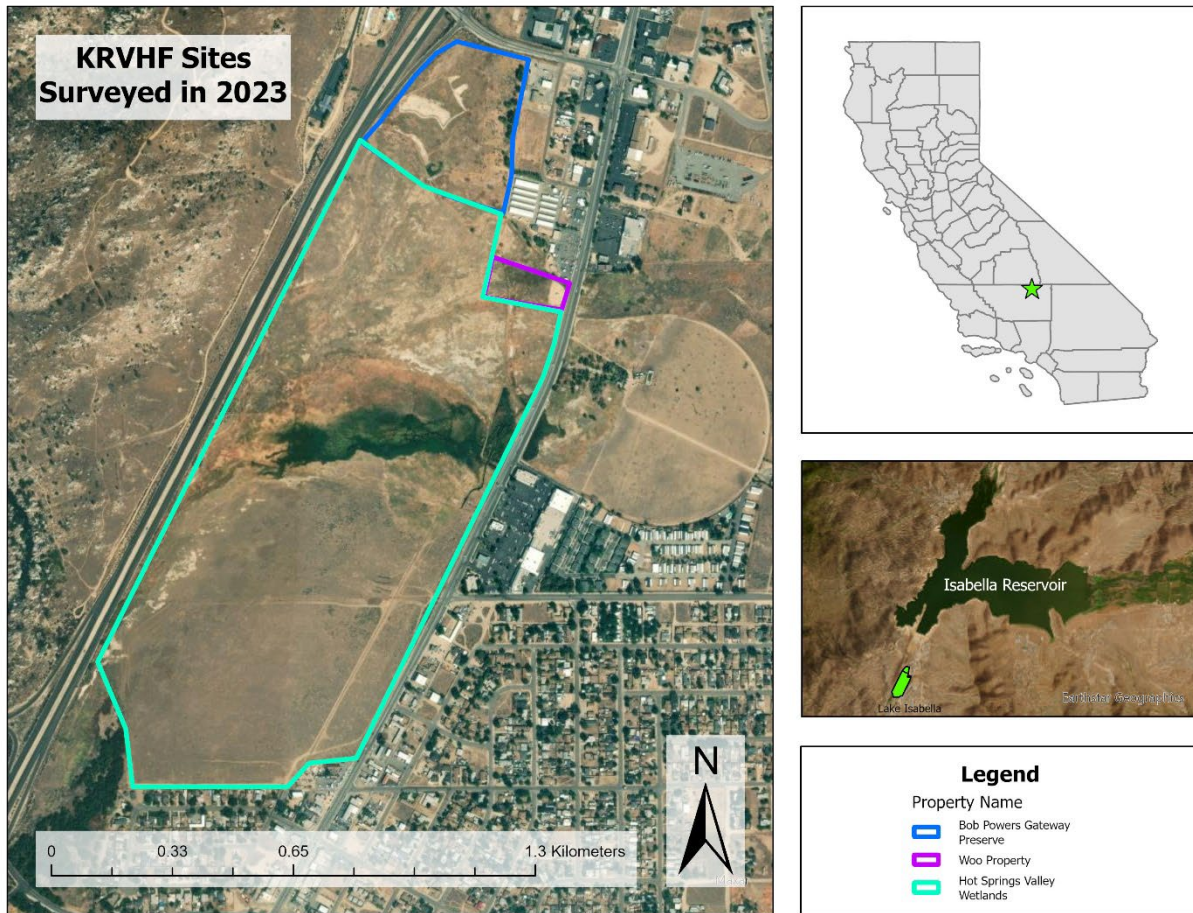 KRVHF Sites
Surveyed in 2023
N
0 0.33 0.65 1.3 Kilometers
Isabella Reservoir
Lake Isabella
Earthstar Geographics
Legend
Property Name
Bob Powers Gateway
Preserve
Woo Property
Hot Springs Valley
Wetlands